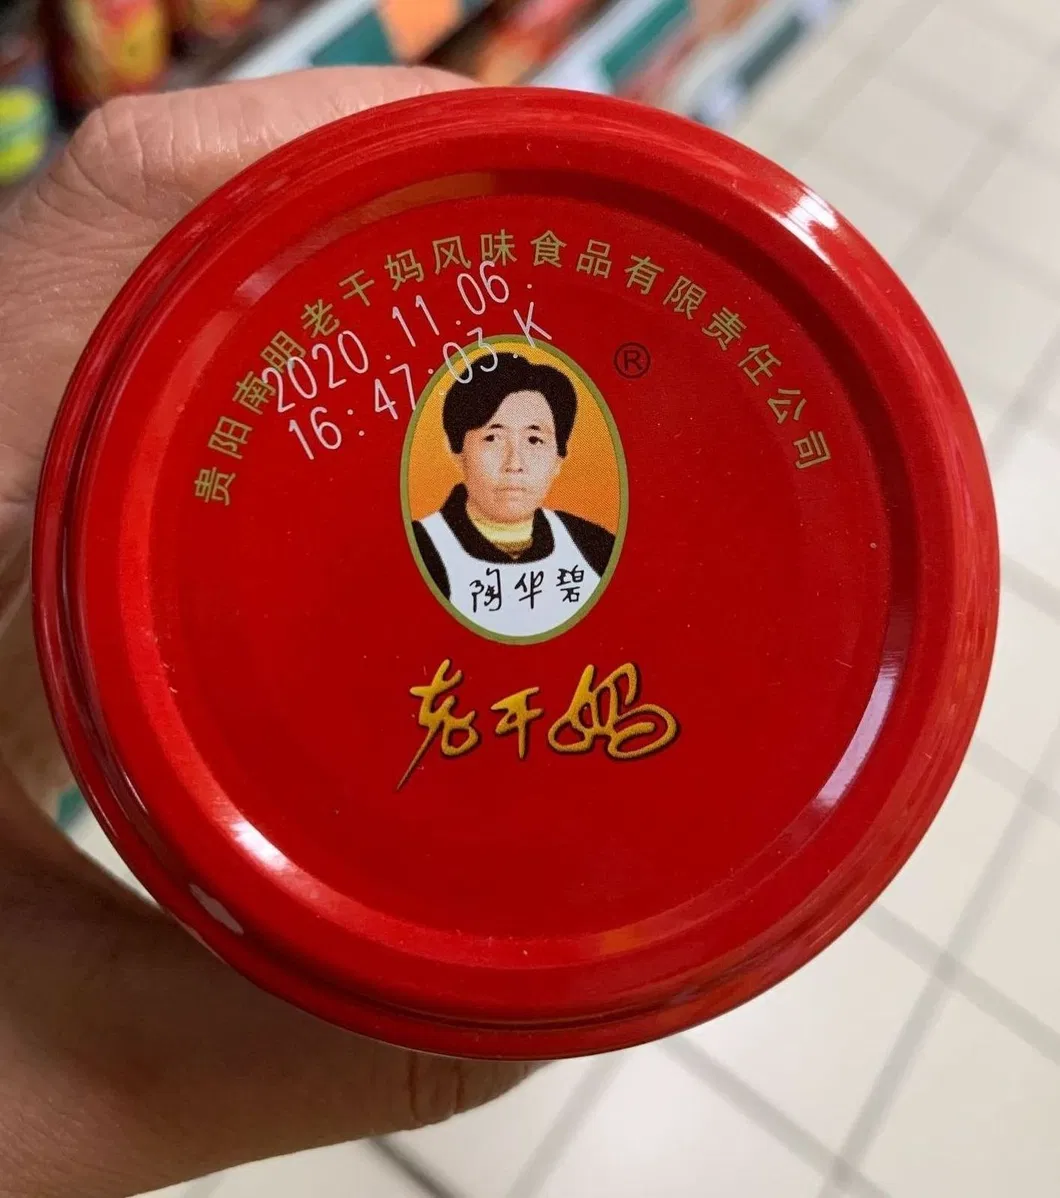 贵阳南明老干妈风味食品有限责任公司
2020.11.06.
16:47:03.K
®
陶华碧
老干妈